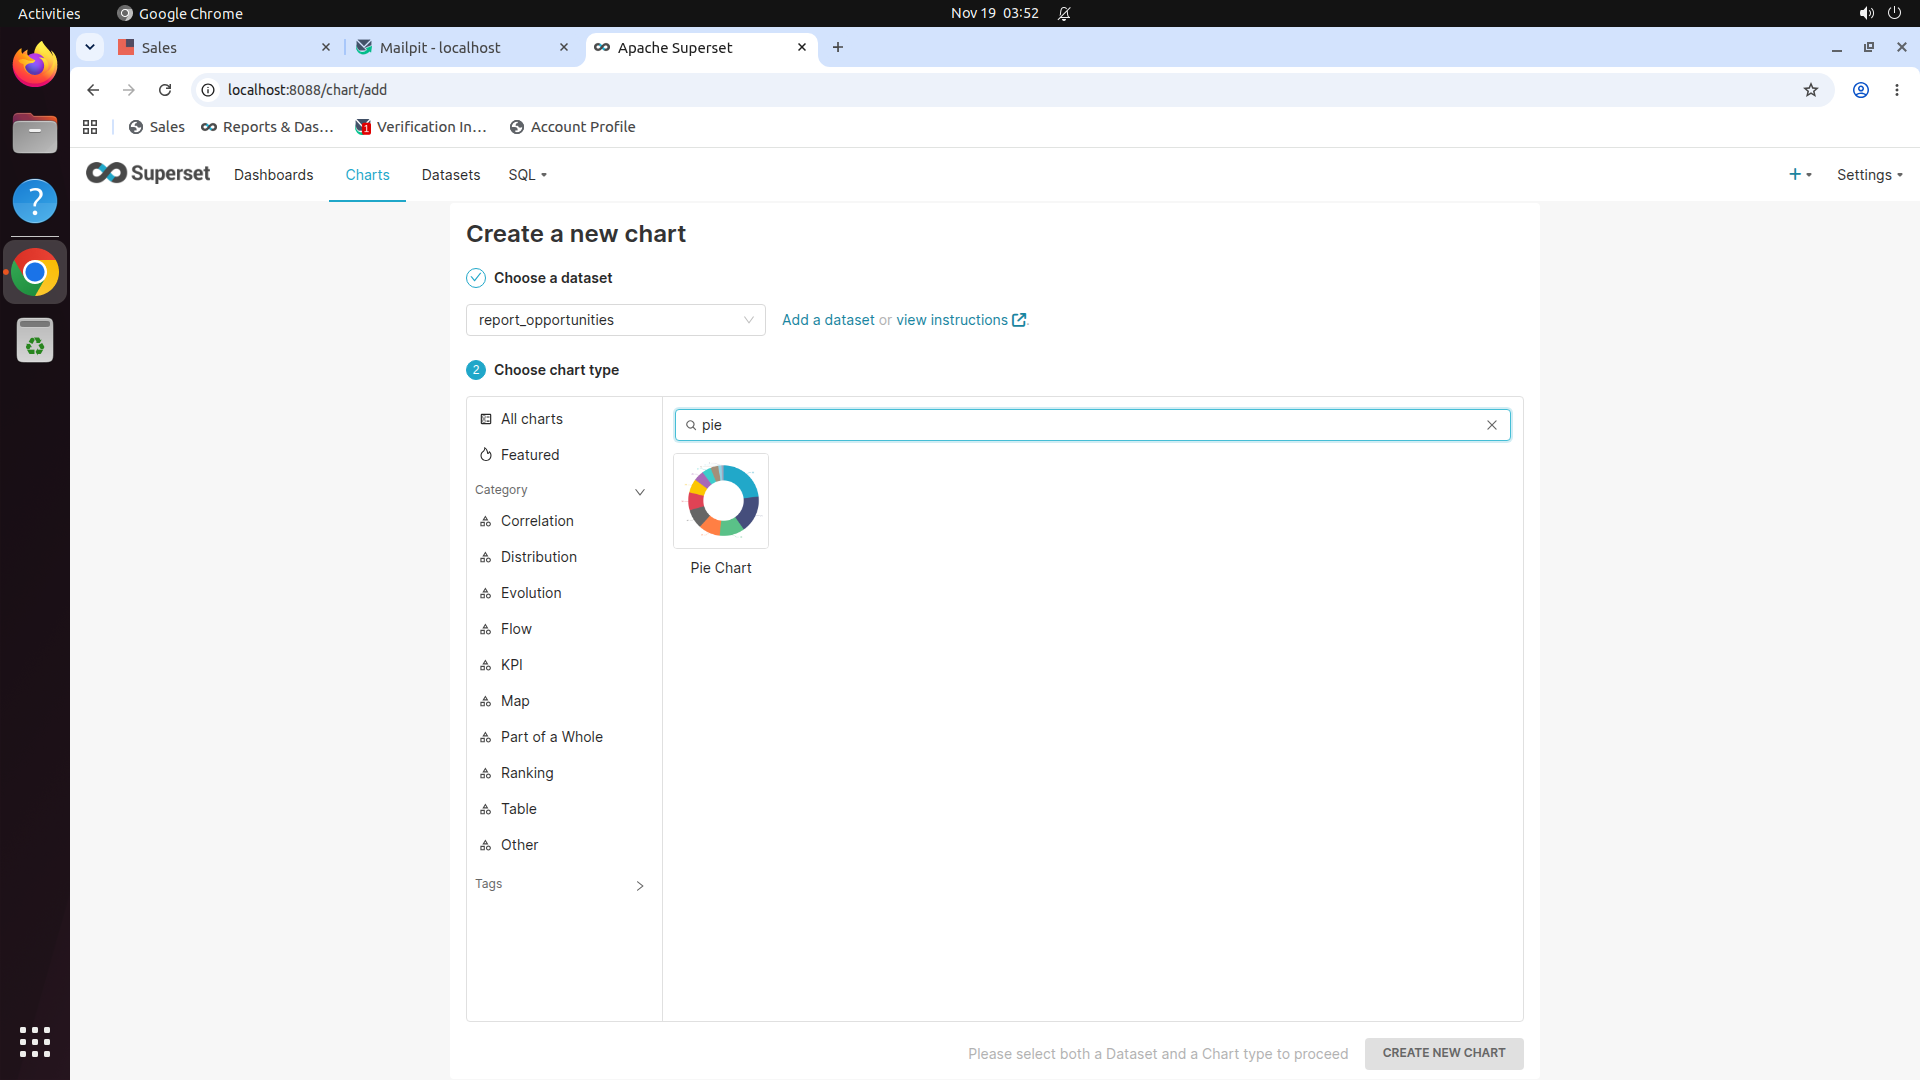 Activities
Google Chrome
Nov 19 03:52
Sales
Mailpit - localhost
Apache Superset
localhost:8088/chart/add
Sales
Reports & Das...
Verification In...
Account Profile
Superset
Dashboards
Charts
Datasets
SQL
Settings
Create a new chart
Choose a dataset
report_opportunities
Add a dataset or view instructions
2 Choose chart type
All charts
Featured
Category
Correlation
Distribution
Evolution
Flow
KPI
Map
Part of a Whole
Ranking
Table
Other
Tags
pie
Pie Chart
Please select both a Dataset and a Chart type to proceed
CREATE NEW CHART